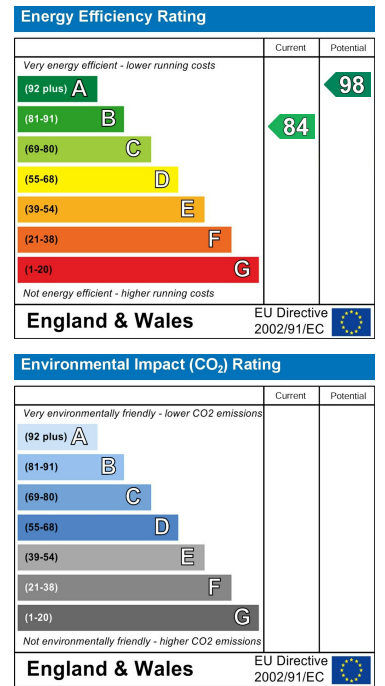 Energy Efficiency Rating
Current Potential
Very energy efficient - lower running costs
(92 plus) A
98
(81-91) B
84
(69-80) C
(55-68) D
(39-54) E
(21-38) F
(1-20) G
Not energy efficient - higher running costs
England & Wales
EU Directive
2002/91/EC
Environmental Impact (CO₂) Rating
Current Potential
Very environmentally friendly - lower CO2 emissions
(92 plus) A
(81-91) B
(69-80) C
(55-68) D
(39-54) E
(21-38) F
(1-20) G
Not environmentally friendly - higher CO2 emissions
England & Wales
EU Directive
2002/91/EC